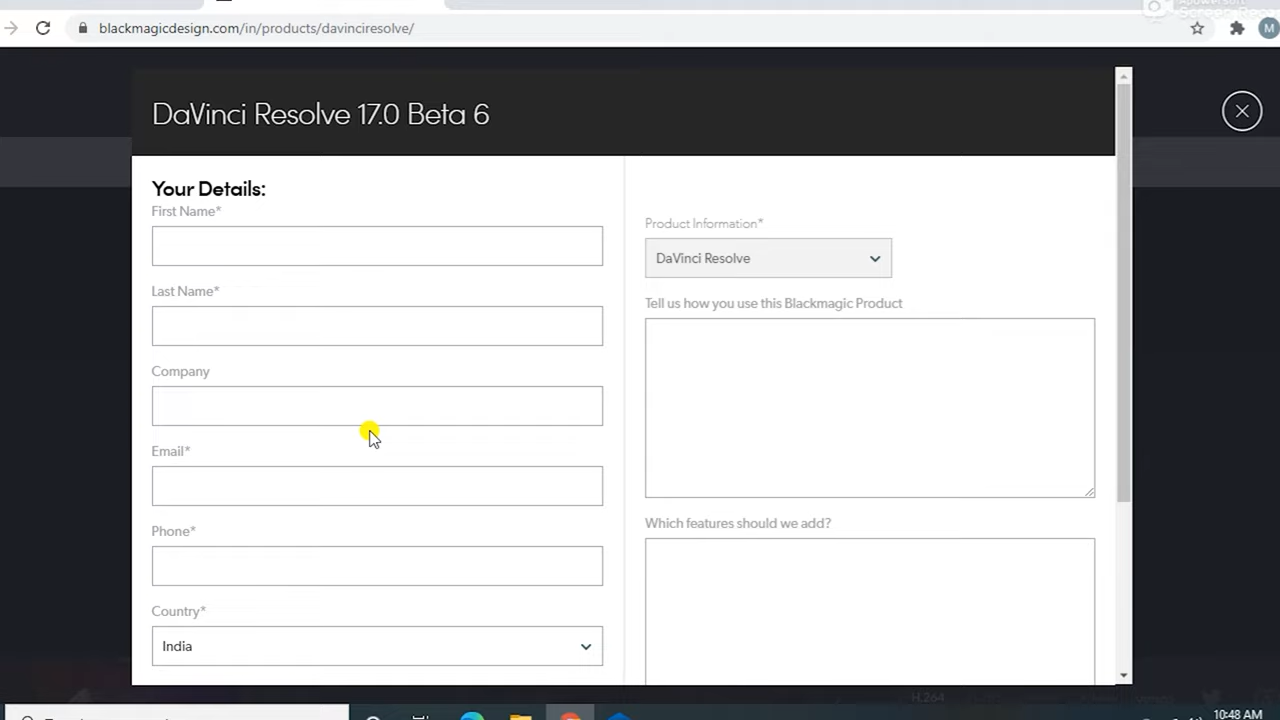 blackmagicdesign.com/in/products/davinciresolve/
M
DaVinci Resolve 17.0 Beta 6
Your Details:
First Name*
Last Name*
Company
Email*
Phone*
Country*
India
Product Information*
DaVinci Resolve
Tell us how you use this Blackmagic Product
Which features should we add?
H.264
10:48 AM